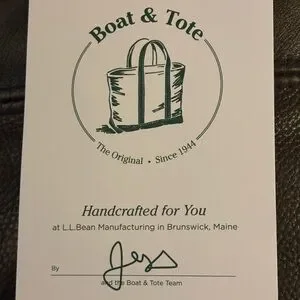 Boat & Tote
The Original • Since 1944
Handcrafted for You
at L.L.Bean Manufacturing in Brunswick, Maine
By
and the Boat & Tote Team